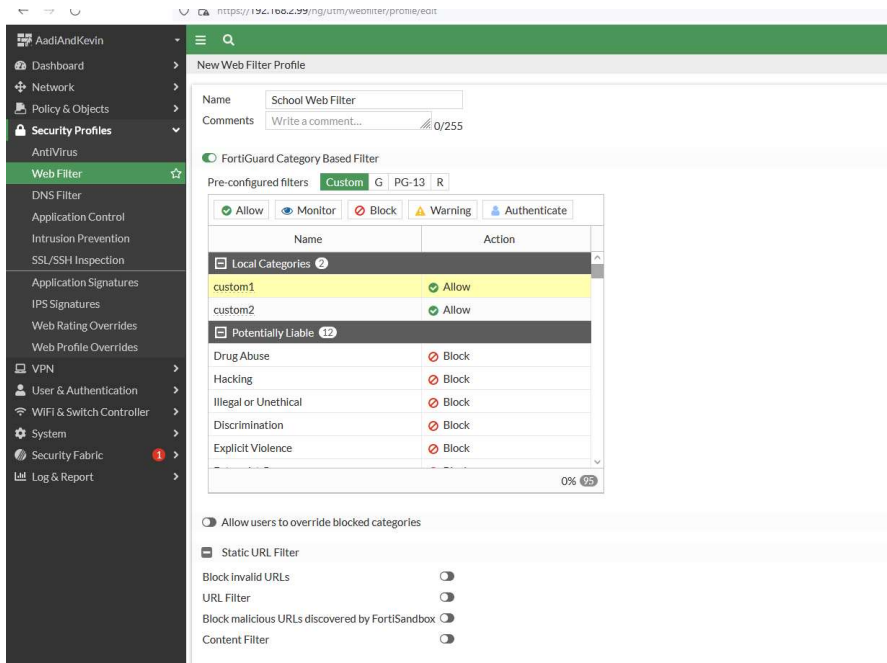 https://192.168.2.99/ng/utm/webfilter/profile/edit
AadiAndKevin
Dashboard
Network
Policy & Objects
Security Profiles
AntiVirus
Web Filter
DNS Filter
Application Control
Intrusion Prevention
SSL/SSH Inspection
Application Signatures
IPS Signatures
Web Rating Overrides
Web Profile Overrides
VPN
User & Authentication
WiFi & Switch Controller
System
Security Fabric 1
Log & Report
New Web Filter Profile
Name School Web Filter
Comments Write a comment... 0/255
FortiGuard Category Based Filter
Pre-configured filters Custom G PG-13 R
Allow Monitor Block Warning Authenticate
Name Action
Local Categories 2
custom1 Allow
custom2 Allow
Potentially Liable 12
Drug Abuse Block
Hacking Block
Illegal or Unethical Block
Discrimination Block
Explicit Violence Block
0% 95
Allow users to override blocked categories
Static URL Filter
Block invalid URLs
URL Filter
Block malicious URLs discovered by FortiSandbox
Content Filter